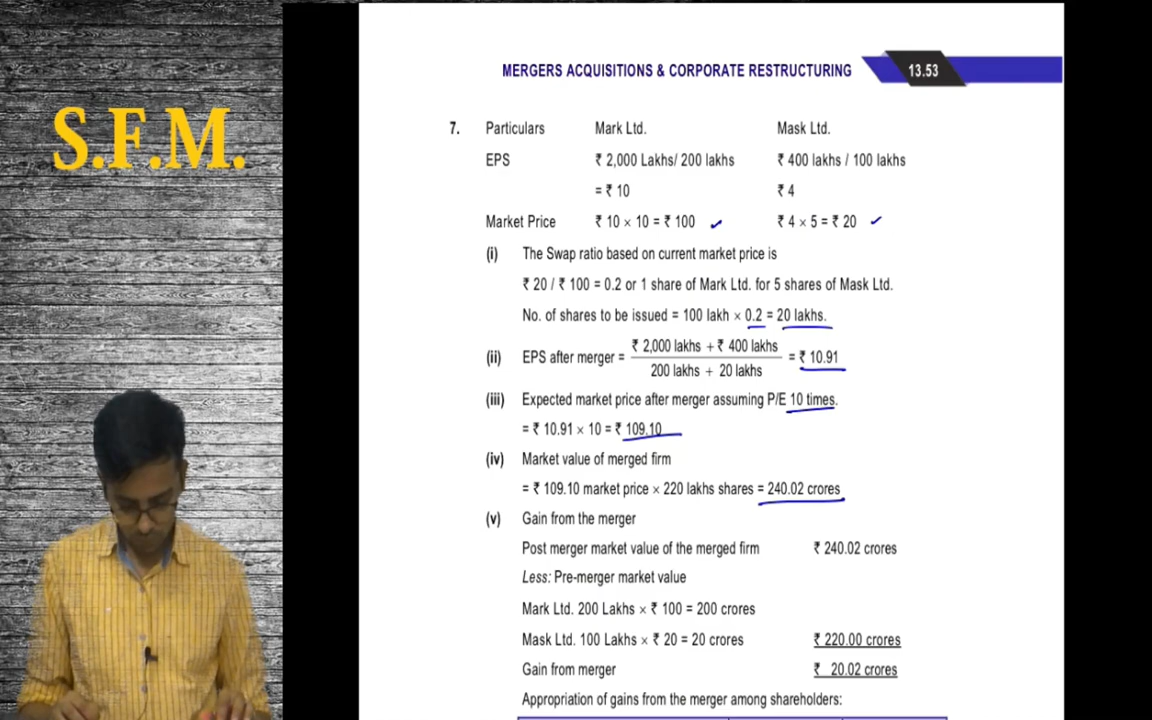 S.F.M.
MERGERS ACQUISITIONS & CORPORATE RESTRUCTURING 13.53
7. Particulars Mark Ltd. Mask Ltd.
EPS ₹ 2,000 Lakhs/ 200 lakhs ₹ 400 lakhs / 100 lakhs
= ₹ 10 ₹ 4
Market Price ₹ 10 × 10 = ₹ 100 ₹ 4 × 5 = ₹ 20
(i) The Swap ratio based on current market price is
₹ 20 / ₹ 100 = 0.2 or 1 share of Mark Ltd. for 5 shares of Mask Ltd.
No. of shares to be issued = 100 lakh × 0.2 = 20 lakhs.
(ii) EPS after merger = ₹ 2,000 lakhs + ₹ 400 lakhs / 200 lakhs + 20 lakhs = ₹ 10.91
(iii) Expected market price after merger assuming P/E 10 times.
= ₹ 10.91 × 10 = ₹ 109.10
(iv) Market value of merged firm
= ₹ 109.10 market price × 220 lakhs shares = 240.02 crores
(v) Gain from the merger
Post merger market value of the merged firm ₹ 240.02 crores
Less: Pre-merger market value
Mark Ltd. 200 Lakhs × ₹ 100 = 200 crores
Mask Ltd. 100 Lakhs × ₹ 20 = 20 crores ₹ 220.00 crores
Gain from merger ₹ 20.02 crores
Appropriation of gains from the merger among shareholders: